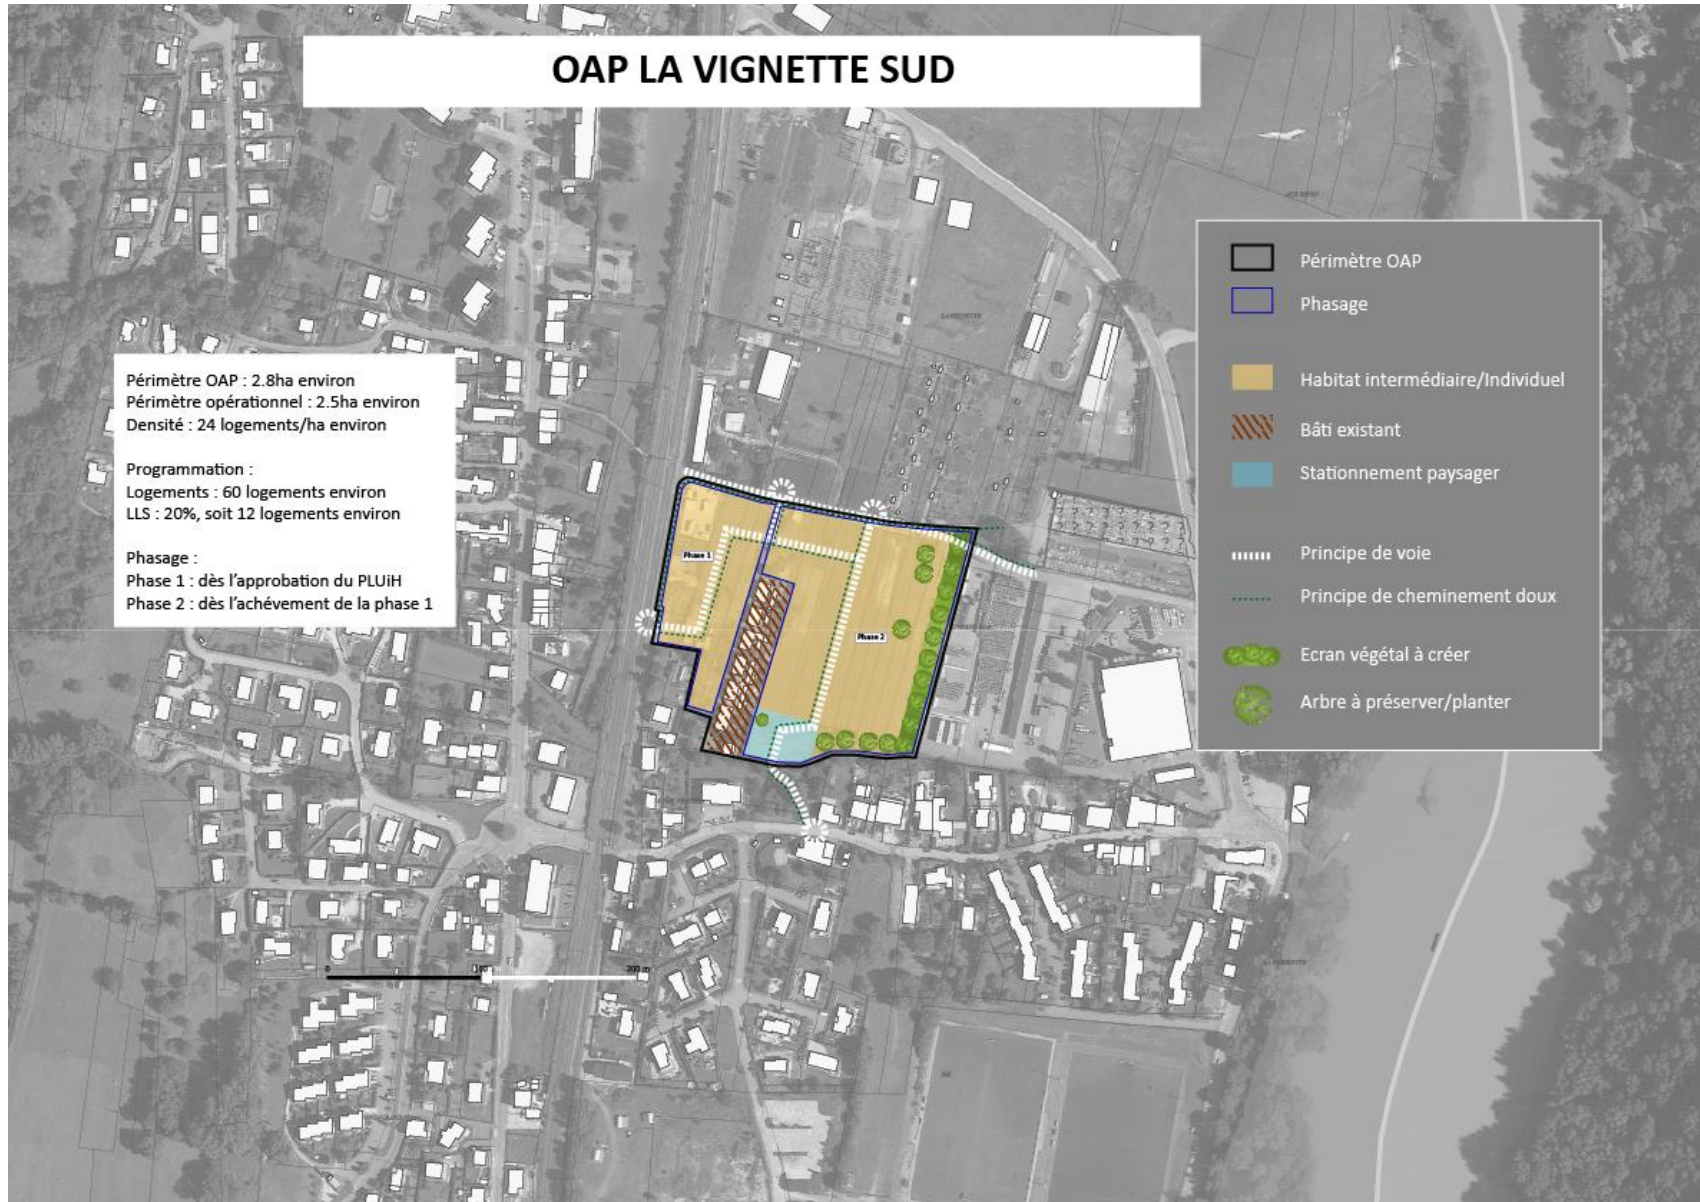 OAP LA VIGNETTE SUD
Périmètre OAP : 2.8ha environ
Périmètre opérationnel : 2.5ha environ
Densité : 24 logements/ha environ
Programmation :
Logements : 60 logements environ
LLS : 20%, soit 12 logements environ
Phasage :
Phase 1 : dès l'approbation du PLUiH
Phase 2 : dès l'achévement de la phase 1
Périmètre OAP
Phasage
Habitat intermédiaire/Individuel
Bâti existant
Stationnement paysager
Principe de voie
Principe de cheminement doux
Ecran végétal à créer
Arbre à préserver/planter
Phase 1
Phase 2
0
100
200 m